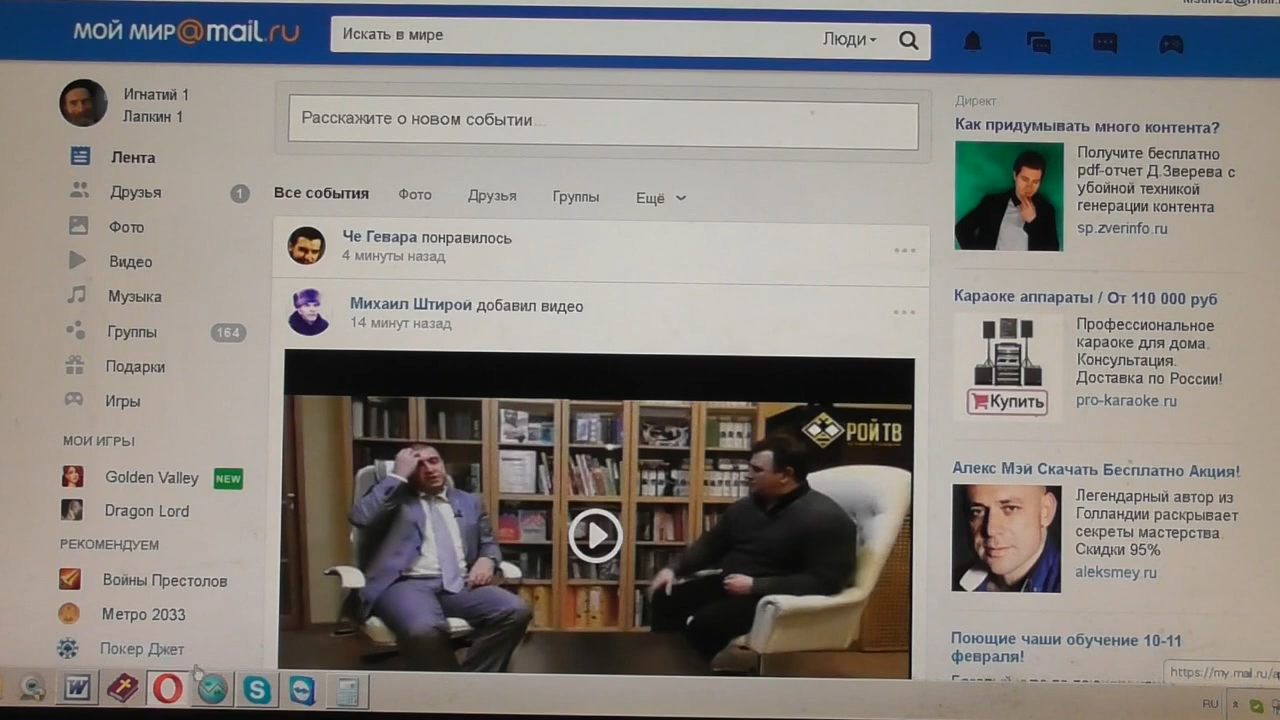 мой мир@mail.ru
Искать в мире
Люди
Игнатий 1
Лапкин 1
Лента
Друзья
1
Фото
Видео
Музыка
Группы
164
Подарки
Игры
МОИ ИГРЫ
Golden Valley
NEW
Dragon Lord
РЕКОМЕНДУЕМ
Войны Престолов
Метро 2033
Покер Джет
Расскажите о новом событии
Все события
Фото
Друзья
Группы
Ещё
Че Гевара понравилось
4 минуты назад
Михаил Штирой добавил видео
14 минут назад
РОЙ ТВ
Директ
Как придумывать много контента?
Получите бесплатно
pdf-отчет Д.Зверева с
убойной техникой
генерации контента
sp.zverinfo.ru
Караоке аппараты / От 110 000 руб
Профессиональное
караоке для дома.
Консультация.
Доставка по России!
Купить
pro-karaoke.ru
Алекс Мэй Скачать Бесплатно Акция!
Легендарный автор из
Голландии раскрывает
секреты мастерства.
Скидки 95%
aleksmey.ru
Поющие чаши обучение 10-11
февраля!
https://my.mail.ru/a
RU